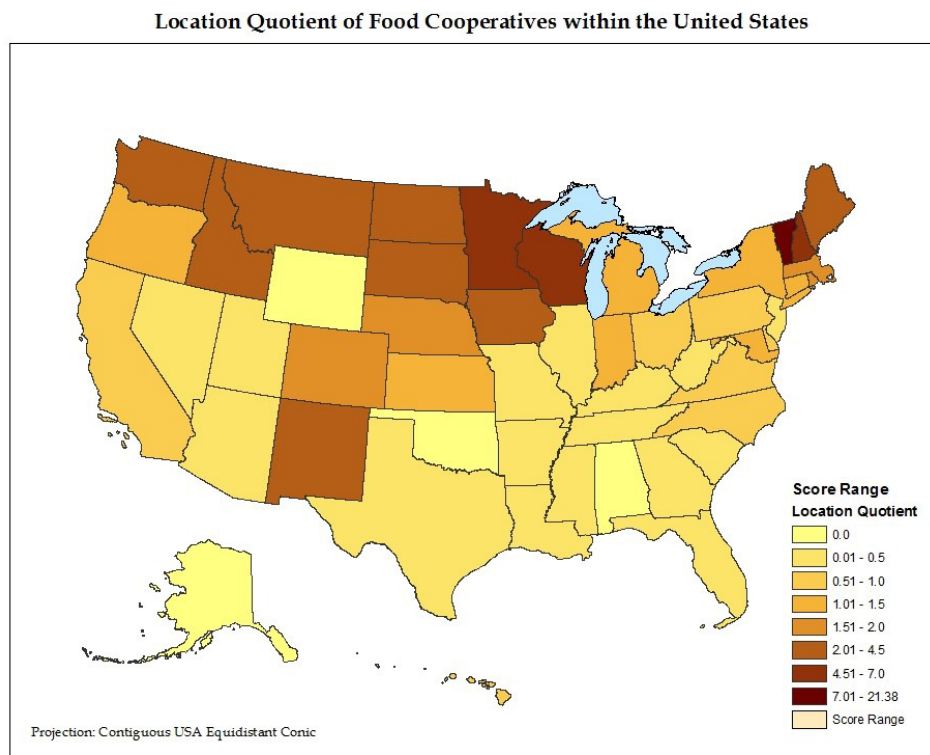 Location Quotient of Food Cooperatives within the United States
Score Range
Location Quotient
0.0
0.01 - 0.5
0.51 - 1.0
1.01 - 1.5
1.51 - 2.0
2.01 - 4.5
4.51 - 7.0
7.01 - 21.38
Score Range
Projection: Contiguous USA Equidistant Conic